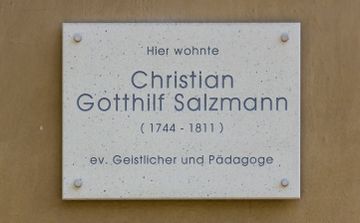 Hier wohnte
Christian
Gotthilf Salzmann
( 1744 - 1811 )
ev. Geistlicher und Pädagoge